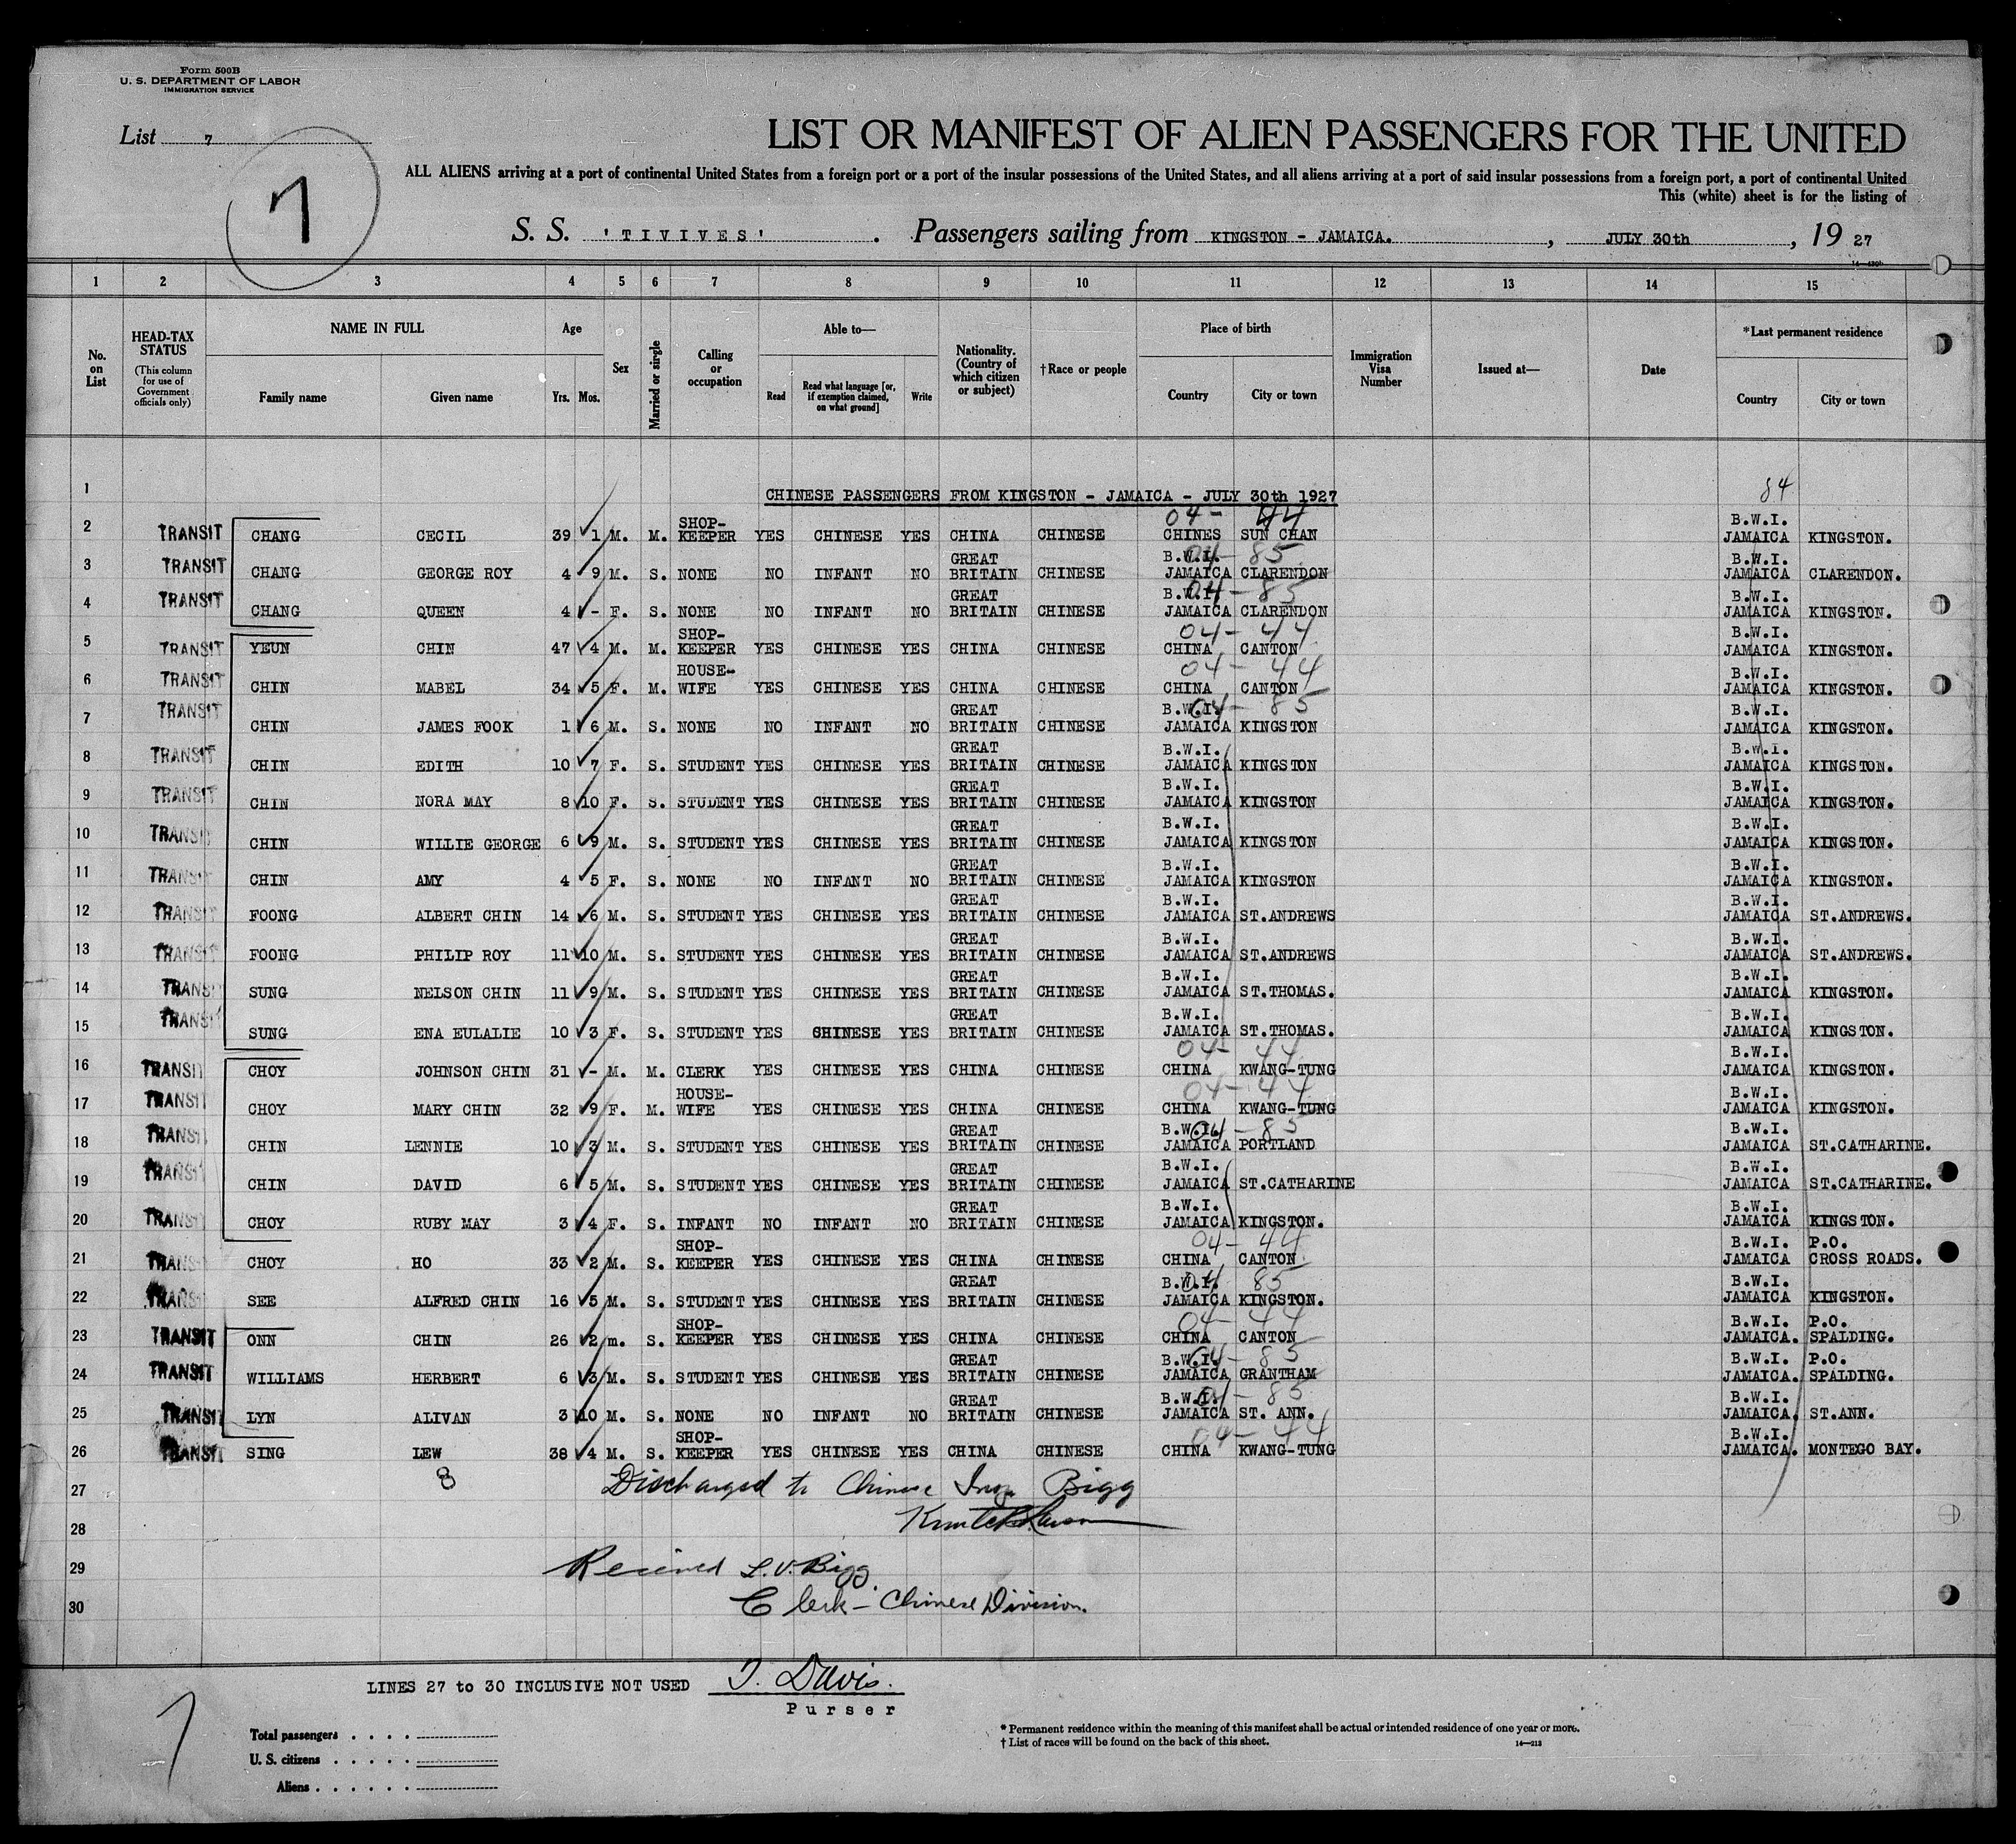 Form 500B
U. S. DEPARTMENT OF LABOR
IMMIGRATION SERVICE
List 7
7
LIST OR MANIFEST OF ALIEN PASSENGERS FOR THE UNITED
ALL ALIENS arriving at a port of continental United States from a foreign port or a port of the insular possessions of the United States, and all aliens arriving at a port of said insular possessions from a foreign port, a port of continental United
This (white) sheet is for the listing of
S. S. 'TIVIVES' . Passengers sailing from KINGSTON - JAMAICA. , JULY 30th , 19 27
1 2 3 4 5 6 7 8 9 10 11 12 13 14 15
No. on List
HEAD-TAX STATUS (This column for use of Government officials only)
NAME IN FULL Family name Given name
Age Yrs. Mos.
Sex
Married or single
Calling or occupation
Able to— Read Read what language [or, if exemption claimed, on what ground] Write
Nationality. (Country of which citizen or subject)
†Race or people
Place of birth Country City or town
Immigration Visa Number
Issued at—
Date
*Last permanent residence Country City or town
1 CHINESE PASSENGERS FROM KINGSTON - JAMAICA - JULY 30th 1927 84
2 TRANSIT CHANG CECIL 39 1 M. M. SHOP-KEEPER YES CHINESE YES CHINA CHINESE 04- 44 CHINES SUN CHAN B.W.I. JAMAICA KINGSTON.
3 TRANSIT CHANG GEORGE ROY 4 9 M. S. NONE NO INFANT NO GREAT BRITAIN CHINESE 04- 85 B.W.I. JAMAICA CLARENDON B.W.I. JAMAICA CLARENDON.
4 TRANSIT CHANG QUEEN 4 - F. S. NONE NO INFANT NO GREAT BRITAIN CHINESE 04- 85 B.W.I. JAMAICA CLARENDON B.W.I. JAMAICA KINGSTON.
5 TRANSIT YEUN CHIN 47 4 M. M. SHOP-KEEPER YES CHINESE YES CHINA CHINESE 04- 44 CHINA CANTON B.W.I. JAMAICA KINGSTON.
6 TRANSIT CHIN MABEL 34 5 F. M. HOUSE-WIFE YES CHINESE YES CHINA CHINESE 04- 44 CHINA CANTON B.W.I. JAMAICA KINGSTON.
7 TRANSIT CHIN JAMES FOOK 1 6 M. S. NONE NO INFANT NO GREAT BRITAIN CHINESE 04- 85 B.W.I. JAMAICA KINGSTON B.W.I. JAMAICA KINGSTON.
8 TRANSIT CHIN EDITH 10 7 F. S. STUDENT YES CHINESE YES GREAT BRITAIN CHINESE B.W.I. JAMAICA KINGSTON B.W.I. JAMAICA KINGSTON.
9 TRANSIT CHIN NORA MAY 8 10 F. S. STUDENT YES CHINESE YES GREAT BRITAIN CHINESE B.W.I. JAMAICA KINGSTON B.W.I. JAMAICA KINGSTON.
10 TRANSIT CHIN WILLIE GEORGE 6 9 M. S. STUDENT YES CHINESE YES GREAT BRITAIN CHINESE B.W.I. JAMAICA KINGSTON B.W.I. JAMAICA KINGSTON.
11 TRANSIT CHIN AMY 4 5 F. S. NONE NO INFANT NO GREAT BRITAIN CHINESE B.W.I. JAMAICA KINGSTON B.W.I. JAMAICA KINGSTON.
12 TRANSIT FOONG ALBERT CHIN 14 6 M. S. STUDENT YES CHINESE YES GREAT BRITAIN CHINESE B.W.I. JAMAICA ST.ANDREWS B.W.I. JAMAICA ST.ANDREWS.
13 TRANSIT FOONG PHILIP ROY 11 10 M. S. STUDENT YES CHINESE YES GREAT BRITAIN CHINESE B.W.I. JAMAICA ST.ANDREWS B.W.I. JAMAICA ST.ANDREWS.
14 TRANSIT SUNG NELSON CHIN 11 9 M. S. STUDENT YES CHINESE YES GREAT BRITAIN CHINESE B.W.I. JAMAICA ST.THOMAS. B.W.I. JAMAICA KINGSTON.
15 TRANSIT SUNG ENA EULALIE 10 3 F. S. STUDENT YES CHINESE YES GREAT BRITAIN CHINESE B.W.I. JAMAICA ST.THOMAS. B.W.I. JAMAICA KINGSTON.
16 TRANSIT CHOY JOHNSON CHIN 31 - M. M. CLERK YES CHINESE YES CHINA CHINESE 04- 44 CHINA KWANG-TUNG B.W.I. JAMAICA KINGSTON.
17 TRANSIT CHOY MARY CHIN 32 9 F. M. HOUSE-WIFE YES CHINESE YES CHINA CHINESE 04- 44 CHINA KWANG-TUNG B.W.I. JAMAICA KINGSTON.
18 TRANSIT CHIN LENNIE 10 3 M. S. STUDENT YES CHINESE YES GREAT BRITAIN CHINESE 04- 85 B.W.I. JAMAICA PORTLAND B.W.I. JAMAICA ST.CATHARINE.
19 TRANSIT CHIN DAVID 6 5 M. S. STUDENT YES CHINESE YES GREAT BRITAIN CHINESE B.W.I. JAMAICA ST.CATHARINE B.W.I. JAMAICA ST.CATHARINE.
20 TRANSIT CHOY RUBY MAY 3 4 F. S. INFANT NO INFANT NO GREAT BRITAIN CHINESE B.W.I. JAMAICA KINGSTON. B.W.I. JAMAICA KINGSTON.
21 TRANSIT CHOY HO 33 2 M. S. SHOP-KEEPER YES CHINESE YES CHINA CHINESE 04- 44 CHINA CANTON B.W.I. JAMAICA P.O. CROSS ROADS.
22 TRANSIT SEE ALFRED CHIN 16 5 M. S. STUDENT YES CHINESE YES GREAT BRITAIN CHINESE 04 85 B.W.I. JAMAICA KINGSTON. B.W.I. JAMAICA KINGSTON.
23 TRANSIT ONN CHIN 26 2 m. S. SHOP-KEEPER YES CHINESE YES CHINA CHINESE 04- 44 CHINA CANTON B.W.I. JAMAICA. P.O. SPALDING.
24 TRANSIT WILLIAMS HERBERT 6 3 M. S. STUDENT YES CHINESE YES GREAT BRITAIN CHINESE 04- 85 B.W.I. JAMAICA GRANTHAM B.W.I. JAMAICA. P.O. SPALDING.
25 TRANSIT LYN ALIVAN 3 10 M. S. NONE NO INFANT NO GREAT BRITAIN CHINESE 04- 85 B.W.I. JAMAICA ST. ANN. B.W.I. JAMAICA. ST.ANN.
26 TRANSIT SING LEW 38 4 M. S. SHOP-KEEPER YES CHINESE YES CHINA CHINESE 04- 44 CHINA KWANG-TUNG B.W.I. JAMAICA. MONTEGO BAY.
27 8 Discharged to Chinese Insp Bigg
28
29 Received L.V. Bigg
30 Clerk - Chinese Division.
LINES 27 to 30 INCLUSIVE NOT USED T. Davis.
Purser
Total passengers
U. S. citizens
Aliens
* Permanent residence within the meaning of this manifest shall be actual or intended residence of one year or more.
† List of races will be found on the back of this sheet.
14—213